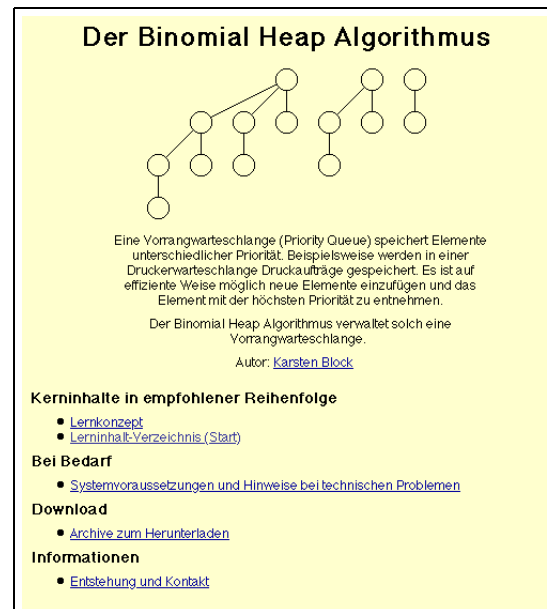 Der Binomial Heap Algorithmus
Eine Vorrangwarteschlange (Priority Queue) speichert Elemente
unterschiedlicher Priorität. Beispielsweise werden in einer
Druckerwarteschlange Druckaufträge gespeichert. Es ist auf
effiziente Weise möglich neue Elemente einzufügen und das
Element mit der höchsten Priorität zu entnehmen.
Der Binomial Heap Algorithmus verwaltet solch eine
Vorrangwarteschlange.
Autor: Karsten Block
Kerninhalte in empfohlener Reihenfolge
Lernkonzept
Lerninhalt-Verzeichnis (Start)
Bei Bedarf
Systemvoraussetzungen und Hinweise bei technischen Problemen
Download
Archive zum Herunterladen
Informationen
Entstehung und Kontakt